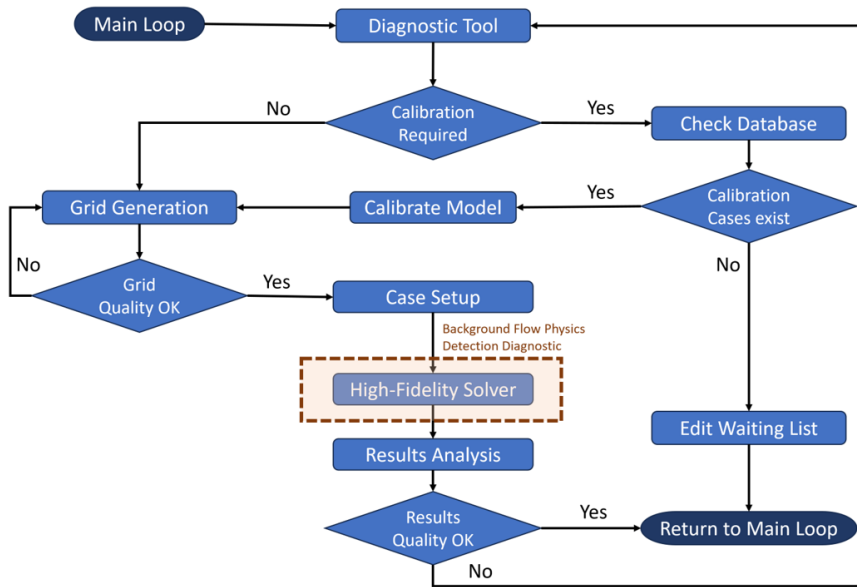 Main Loop
Diagnostic Tool
No
Calibration
Required
Yes
Check Database
Grid Generation
Calibrate Model
Yes
Calibration
Cases exist
No
No
Grid
Quality OK
Yes
Case Setup
Background Flow Physics
Detection Diagnostic
High-Fidelity Solver
Results Analysis
Edit Waiting List
Results
Quality OK
Yes
Return to Main Loop
No